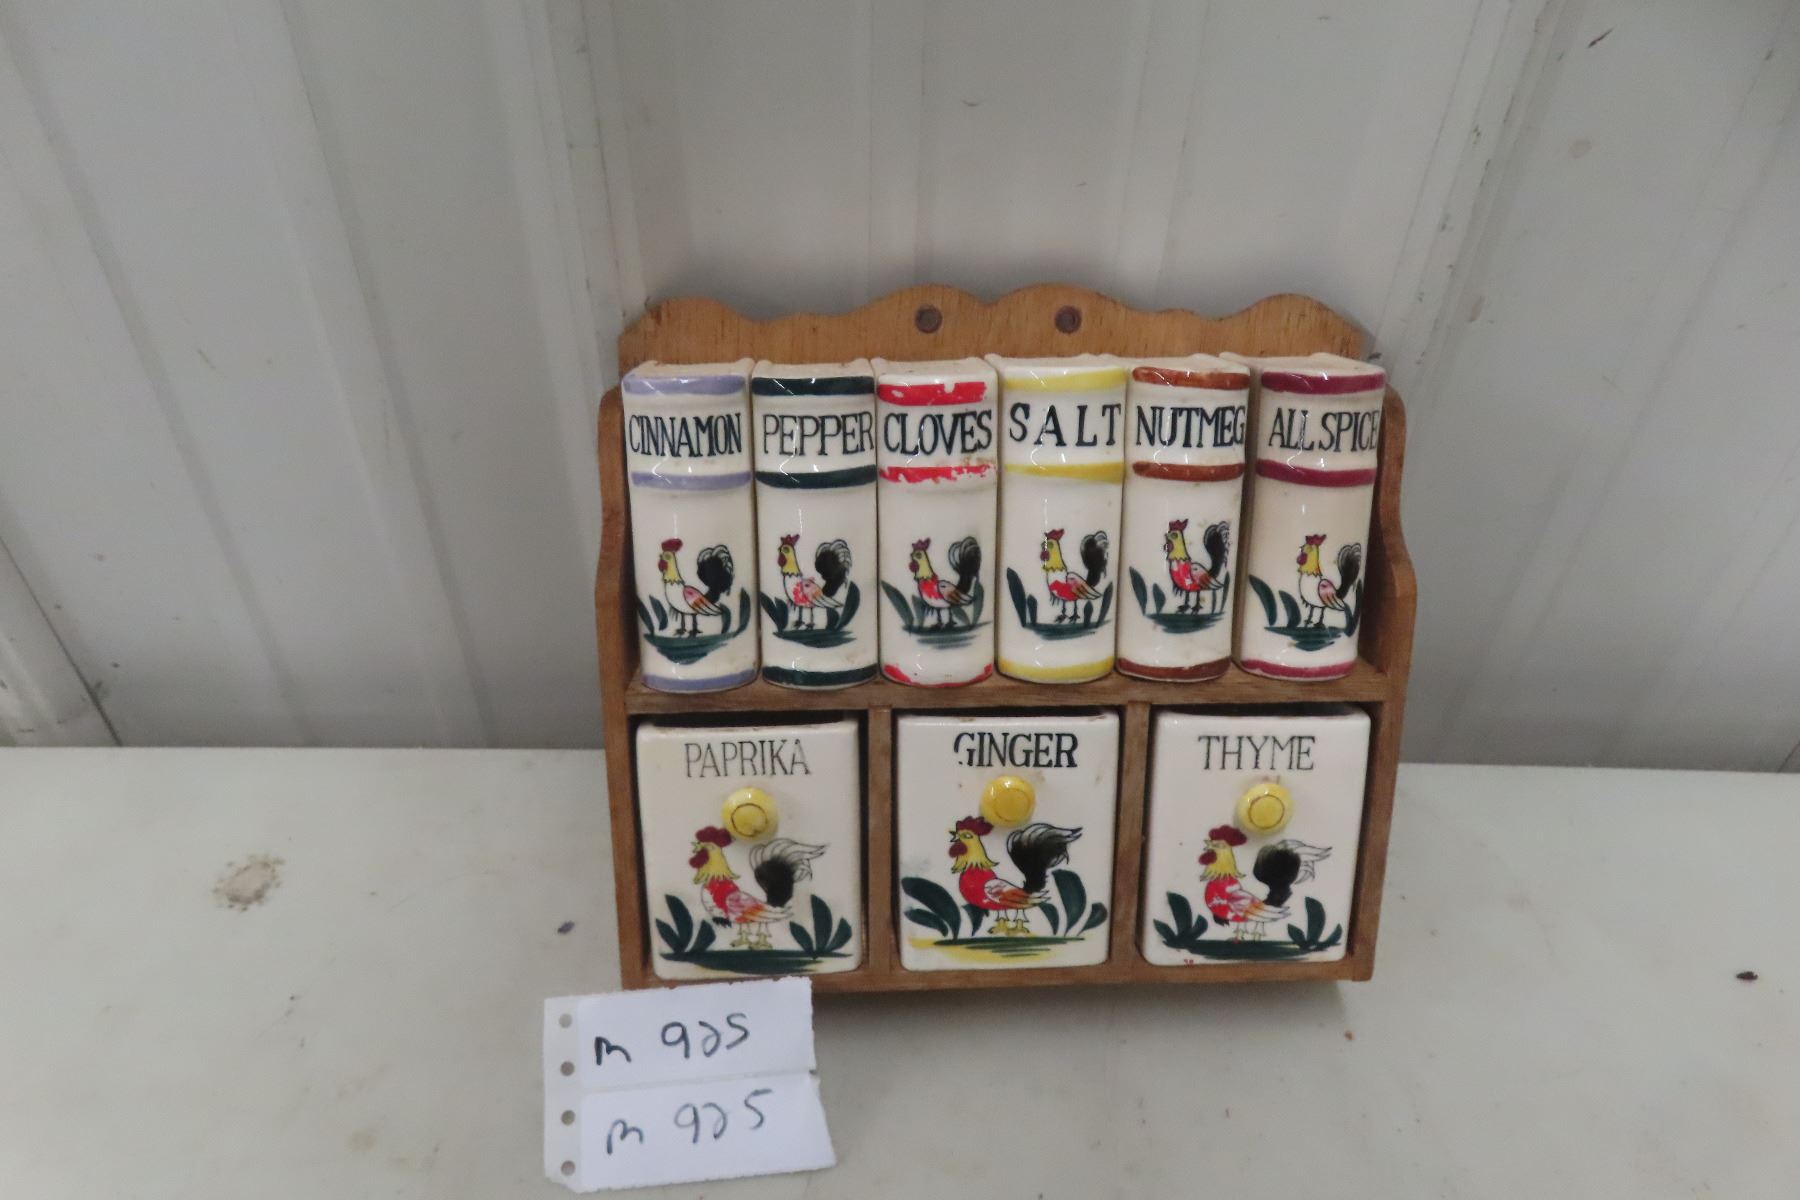 CINNAMON PEPPER CLOVES SALT NUTMEG ALLSPICE
PAPRIKA GINGER THYME
m 925
m 925